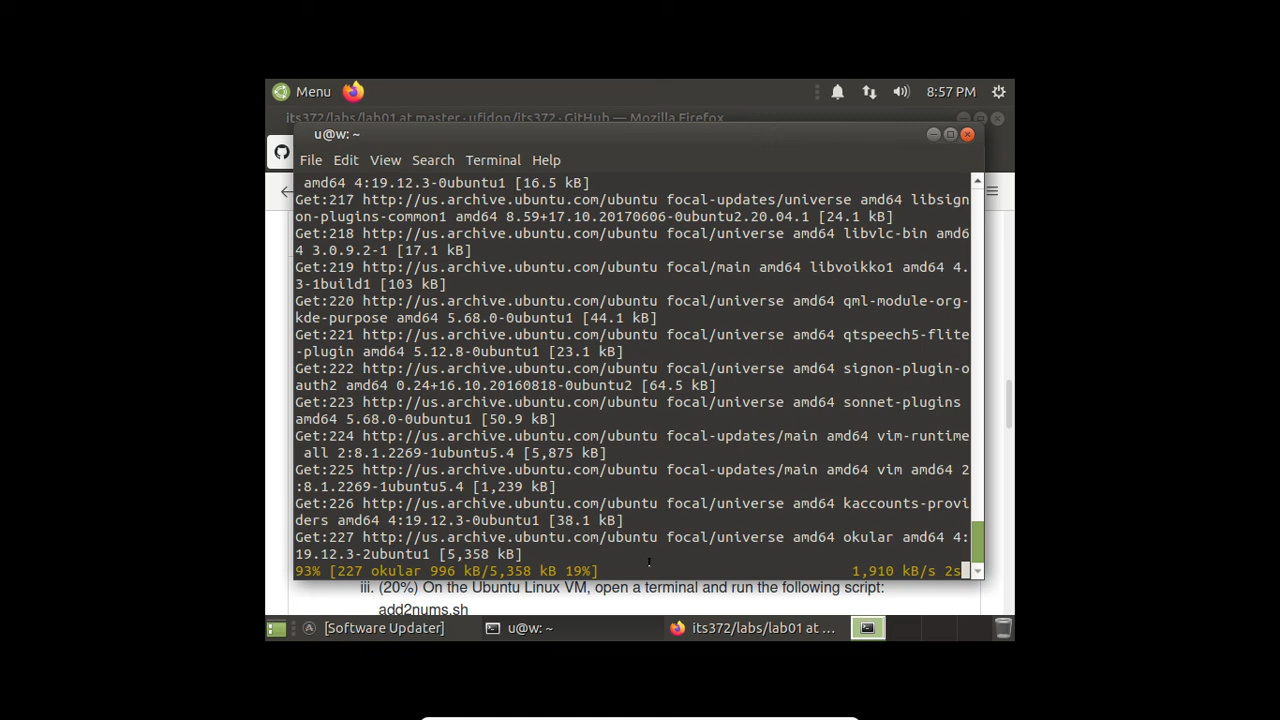 Menu
8:57 PM
its372/labs/lab01 at master · ufidon/its372 · GitHub — Mozilla Firefox
u@w: ~
File Edit View Search Terminal Help
amd64 4:19.12.3-0ubuntu1 [16.5 kB]
Get:217 http://us.archive.ubuntu.com/ubuntu focal-updates/universe amd64 libsign
on-plugins-common1 amd64 8.59+17.10.20170606-0ubuntu2.20.04.1 [24.1 kB]
Get:218 http://us.archive.ubuntu.com/ubuntu focal/universe amd64 libvlc-bin amd6
4 3.0.9.2-1 [17.1 kB]
Get:219 http://us.archive.ubuntu.com/ubuntu focal/main amd64 libvoikko1 amd64 4.
3-1build1 [103 kB]
Get:220 http://us.archive.ubuntu.com/ubuntu focal/universe amd64 qml-module-org-
kde-purpose amd64 5.68.0-0ubuntu1 [44.1 kB]
Get:221 http://us.archive.ubuntu.com/ubuntu focal/universe amd64 qtspeech5-flite
-plugin amd64 5.12.8-0ubuntu1 [23.1 kB]
Get:222 http://us.archive.ubuntu.com/ubuntu focal/universe amd64 signon-plugin-o
auth2 amd64 0.24+16.10.20160818-0ubuntu2 [64.5 kB]
Get:223 http://us.archive.ubuntu.com/ubuntu focal/universe amd64 sonnet-plugins
amd64 5.68.0-0ubuntu1 [50.9 kB]
Get:224 http://us.archive.ubuntu.com/ubuntu focal-updates/main amd64 vim-runtime
all 2:8.1.2269-1ubuntu5.4 [5,875 kB]
Get:225 http://us.archive.ubuntu.com/ubuntu focal-updates/main amd64 vim amd64 2
:8.1.2269-1ubuntu5.4 [1,239 kB]
Get:226 http://us.archive.ubuntu.com/ubuntu focal/universe amd64 kaccounts-provi
ders amd64 4:19.12.3-0ubuntu1 [38.1 kB]
Get:227 http://us.archive.ubuntu.com/ubuntu focal/universe amd64 okular amd64 4:
19.12.3-2ubuntu1 [5,358 kB]
93% [227 okular 996 kB/5,358 kB 19%] 1,910 kB/s 2s
iii. (20%) On the Ubuntu Linux VM, open a terminal and run the following script:
add2nums.sh
[Software Updater]
u@w: ~
its372/labs/lab01 at ...